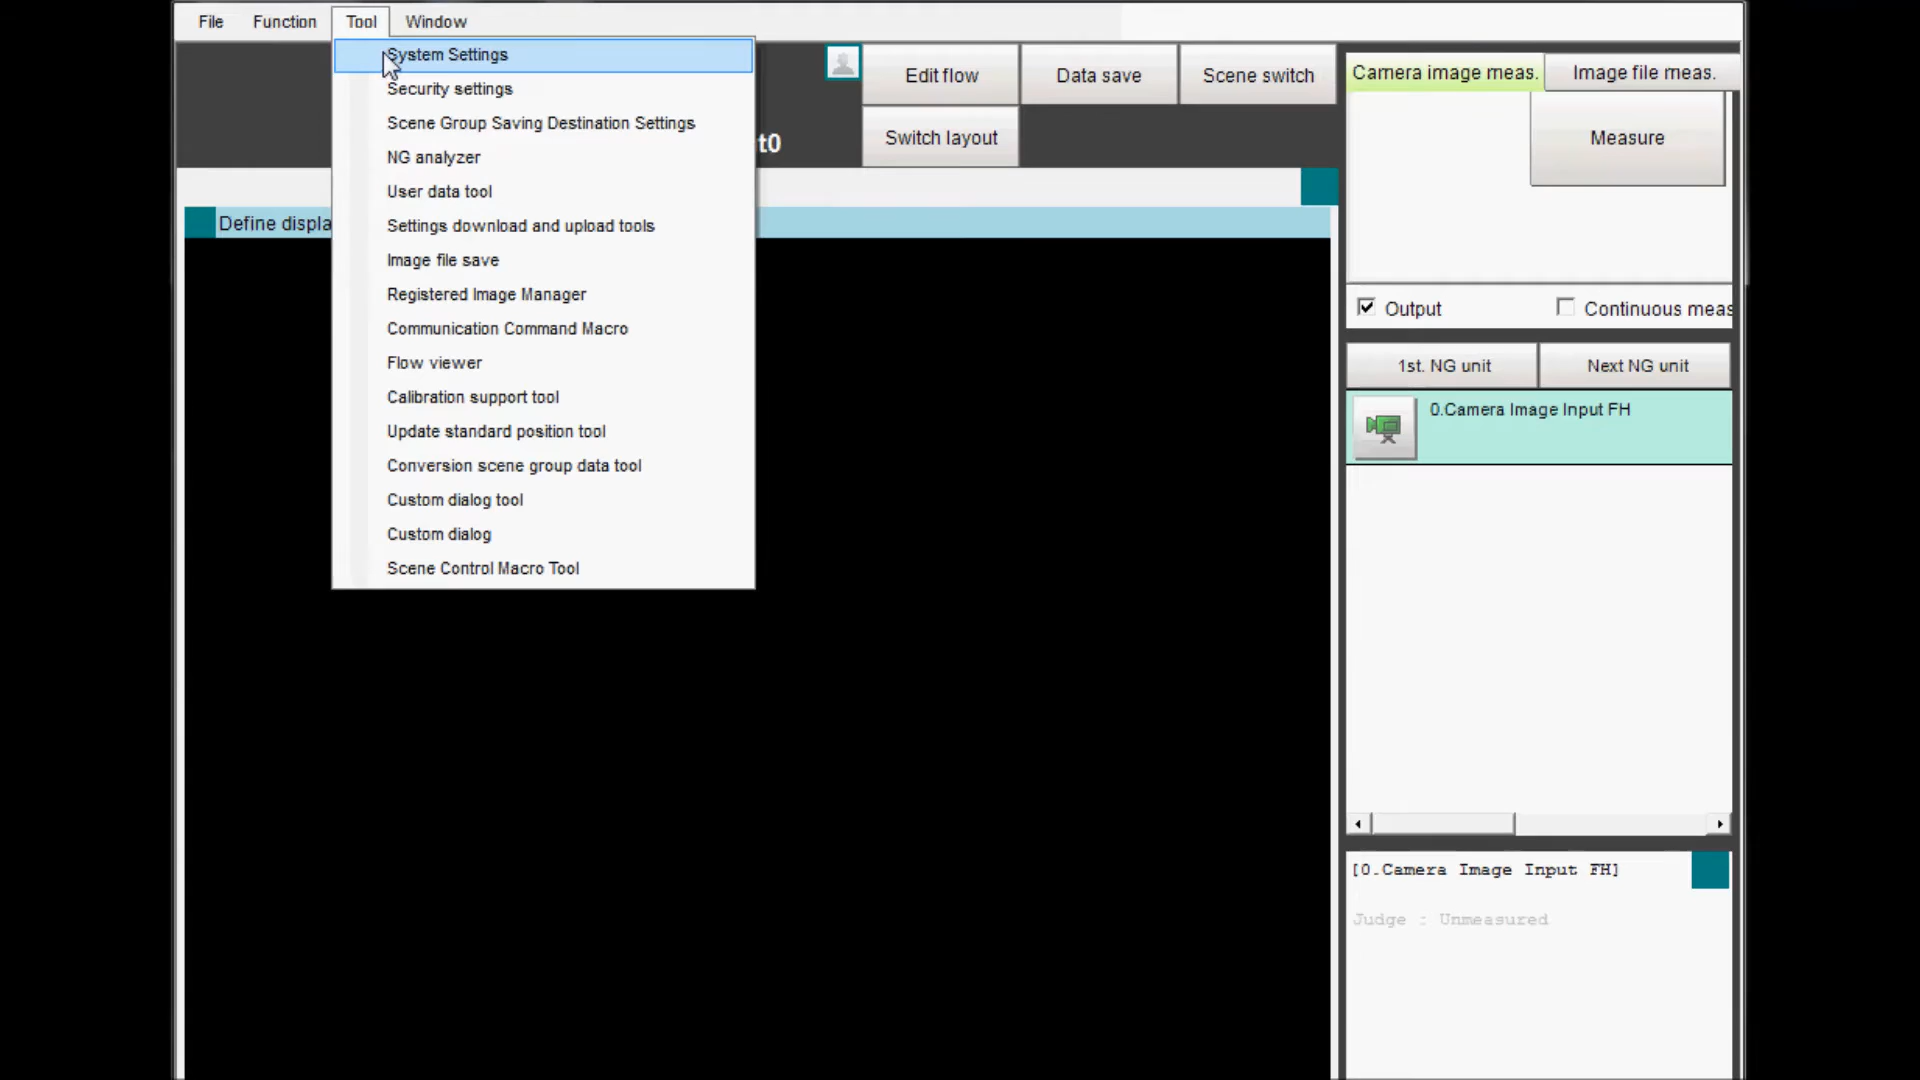 File Function Tool Window
System Settings
Security settings
Scene Group Saving Destination Settings
NG analyzer
User data tool
Settings download and upload tools
Image file save
Registered Image Manager
Communication Command Macro
Flow viewer
Calibration support tool
Update standard position tool
Conversion scene group data tool
Custom dialog tool
Custom dialog
Scene Control Macro Tool
Define displa
t0
Edit flow Data save Scene switch
Switch layout
Camera image meas. Image file meas.
Measure
Output Continuous meas
1st. NG unit Next NG unit
0.Camera Image Input FH
[0.Camera Image Input FH]
Judge : Unmeasured